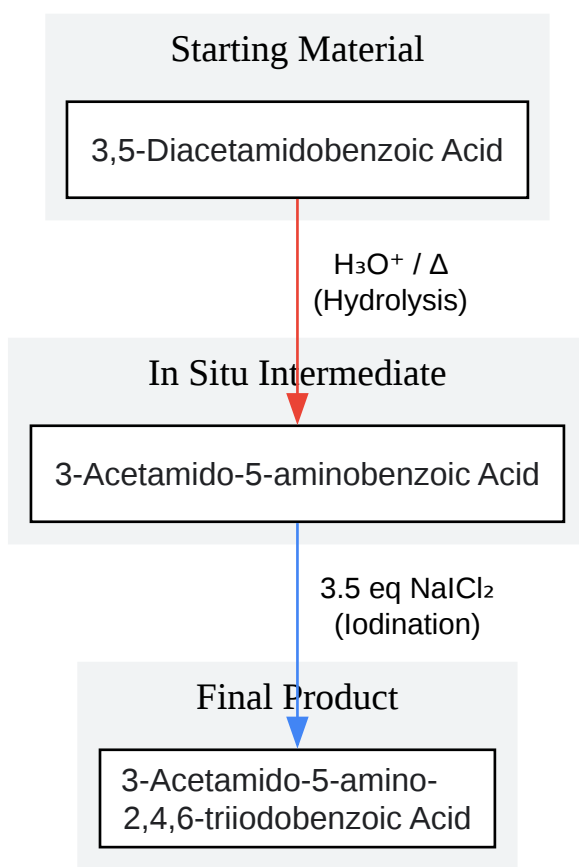 Starting Material
3,5-Diacetamidobenzoic Acid
H₃O⁺ / Δ
(Hydrolysis)
In Situ Intermediate
3-Acetamido-5-aminobenzoic Acid
3.5 eq NaICl₂
(Iodination)
Final Product
3-Acetamido-5-amino-
2,4,6-triiodobenzoic Acid